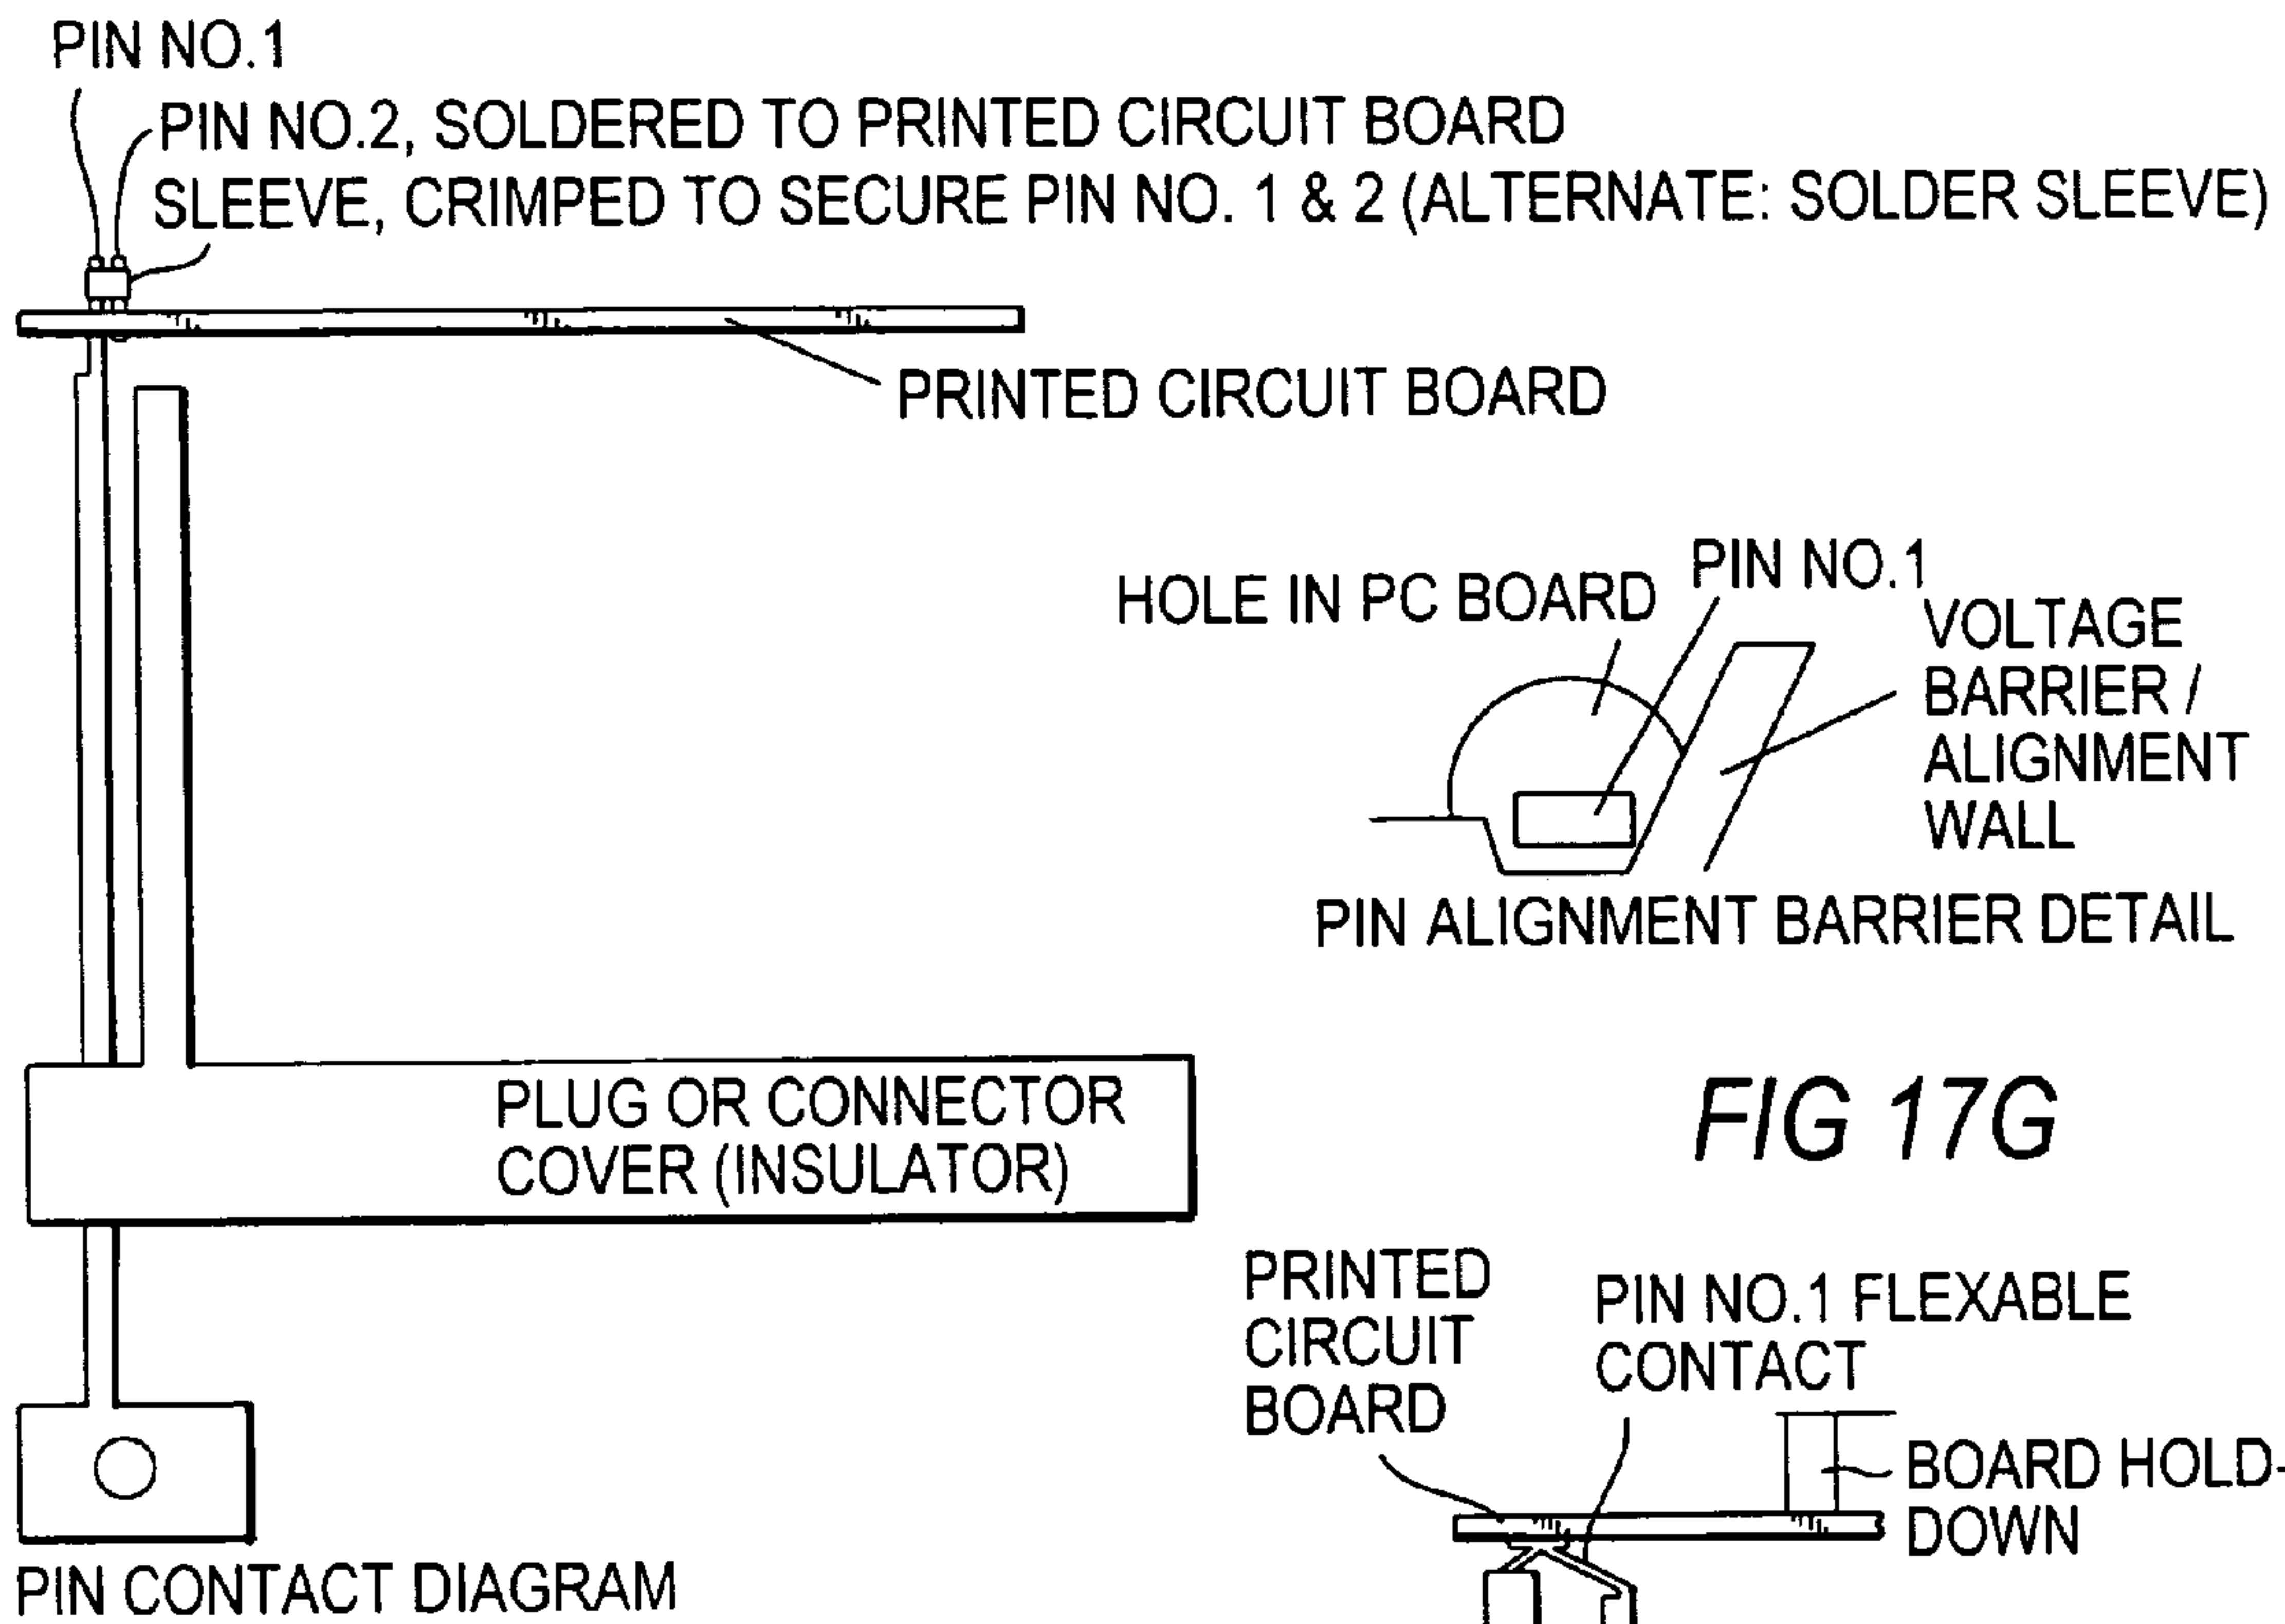 PIN NO.1
PIN NO.2, SOLDERED TO PRINTED CIRCUIT BOARD
SLEEVE, CRIMPED TO SECURE PIN NO. 1 & 2 (ALTERNATE: SOLDER SLEEVE)
PRINTED CIRCUIT BOARD
HOLE IN PC BOARD
PIN NO.1
VOLTAGE
BARRIER /
ALIGNMENT
WALL
PIN ALIGNMENT BARRIER DETAIL
PLUG OR CONNECTOR
COVER (INSULATOR)
FIG 17G
PRINTED
CIRCUIT
BOARD
PIN NO.1 FLEXABLE
CONTACT
BOARD HOLD-
DOWN
PIN CONTACT DIAGRAM